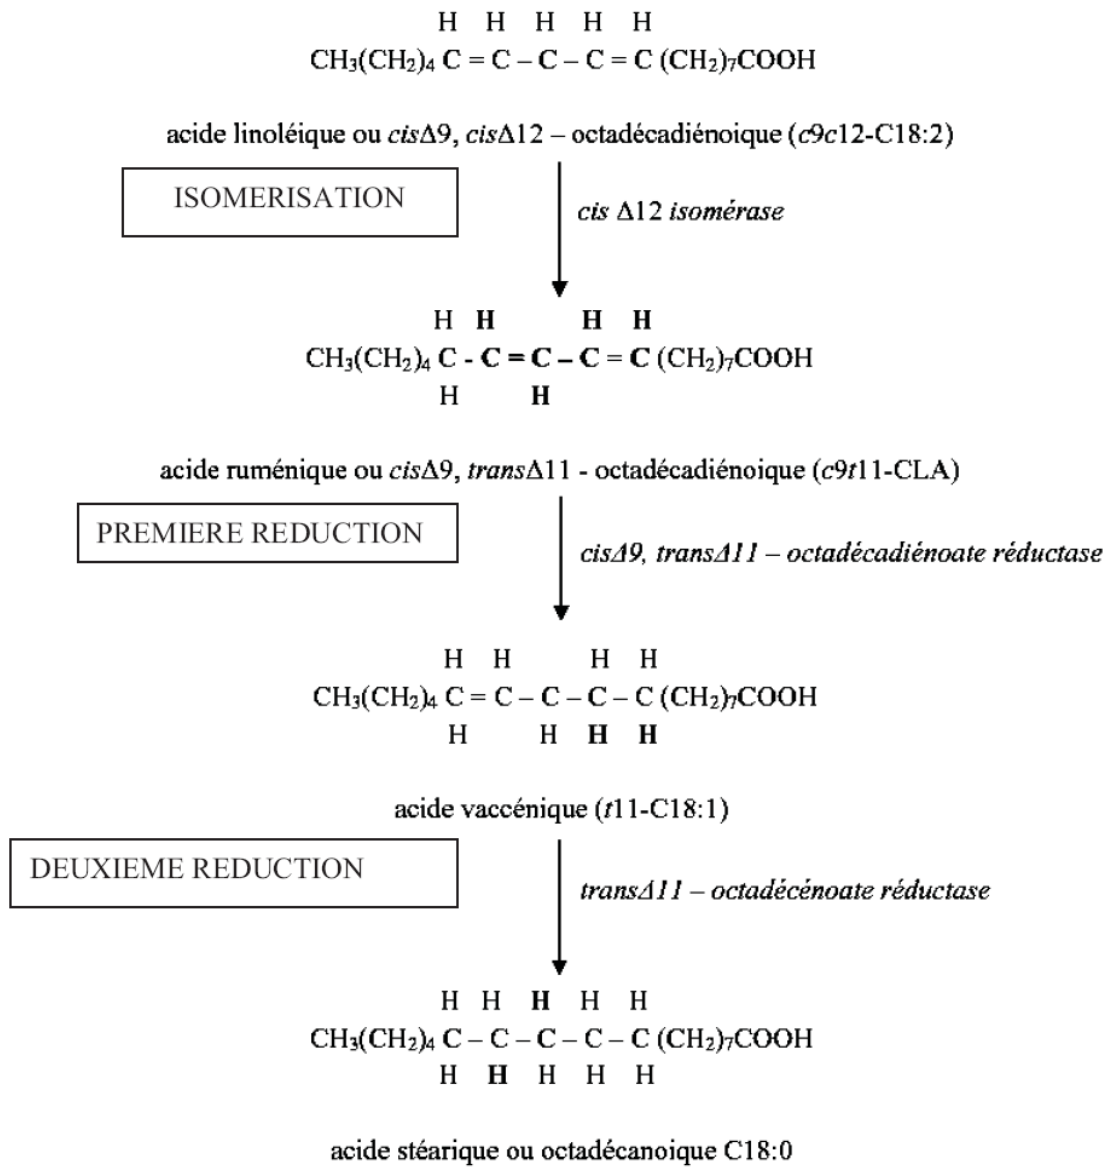 H H H H H
CH₃(CH₂)₄ C = C – C – C = C (CH₂)₇COOH
acide linoléique ou cisΔ9, cisΔ12 – octadécadiénoique (c9c12-C18:2)
ISOMERISATION
cis Δ12 isomérase
H H H H
CH₃(CH₂)₄ C - C = C – C = C (CH₂)₇COOH
H H
acide ruménique ou cisΔ9, transΔ11 - octadécadiénoique (c9t11-CLA)
PREMIERE REDUCTION
cisΔ9, transΔ11 – octadécadiénoate réductase
H H H H
CH₃(CH₂)₄ C = C – C – C – C (CH₂)₇COOH
H H H H
acide vaccénique (t11-C18:1)
DEUXIEME REDUCTION
transΔ11 – octadécénoate réductase
H H H H H
CH₃(CH₂)₄ C – C – C – C – C (CH₂)₇COOH
H H H H H
acide stéarique ou octadécanoique C18:0